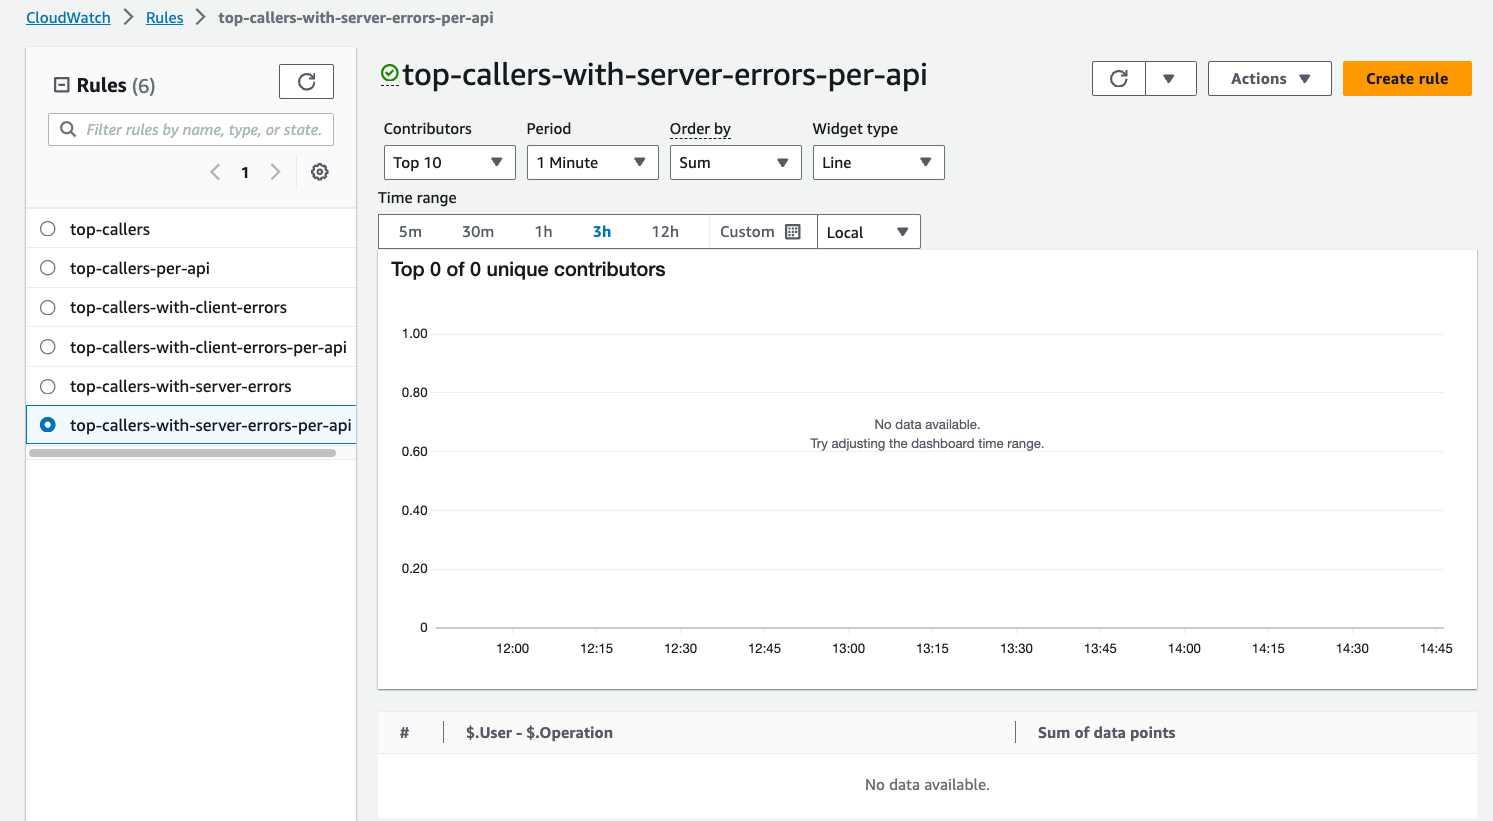 CloudWatch > Rules > top-callers-with-server-errors-per-api
Rules (6)
Filter rules by name, type, or state.
1
top-callers
top-callers-per-api
top-callers-with-client-errors
top-callers-with-client-errors-per-api
top-callers-with-server-errors
top-callers-with-server-errors-per-api
top-callers-with-server-errors-per-api
Actions
Create rule
Contributors Period Order by Widget type
Top 10 1 Minute Sum Line
Time range
5m 30m 1h 3h 12h Custom Local
Top 0 of 0 unique contributors
1.00
0.80
No data available.
Try adjusting the dashboard time range.
0.60
0.40
0.20
0
12:00 12:15 12:30 12:45 13:00 13:15 13:30 13:45 14:00 14:15 14:30 14:45
# $.User - $.Operation Sum of data points
No data available.